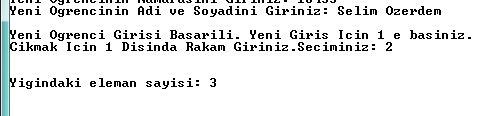 Yeni Ogrencinin Numarasini Giriniz:
Yeni Ogrencinin Adi ve Soyadini Giriniz: Selim Ozerdem
Yeni Ogrenci Girisi Basarili. Yeni Giris Icin 1 e basiniz.
Cikmak Icin 1 Disinda Rakam Giriniz.Seciminiz: 2
Yigindaki eleman sayisi: 3